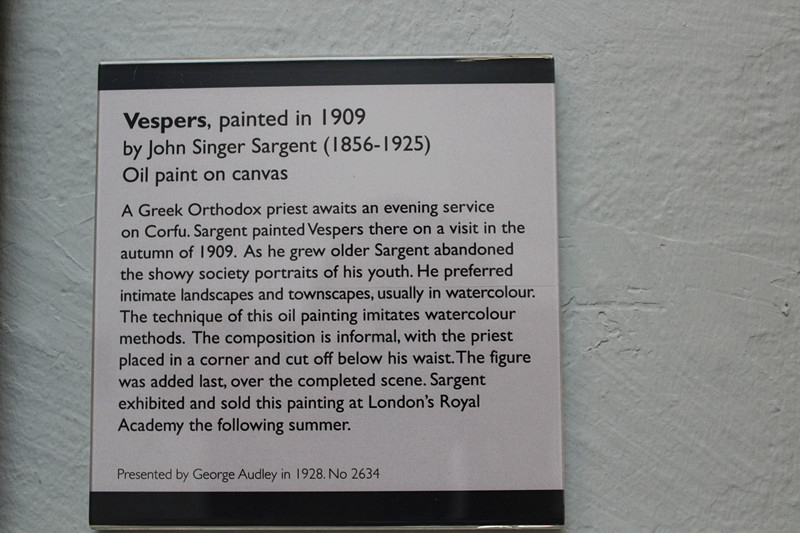 Vespers, painted in 1909
by John Singer Sargent (1856-1925)
Oil paint on canvas
A Greek Orthodox priest awaits an evening service
on Corfu. Sargent painted Vespers there on a visit in the
autumn of 1909. As he grew older Sargent abandoned
the showy society portraits of his youth. He preferred
intimate landscapes and townscapes, usually in watercolour.
The technique of this oil painting imitates watercolour
methods. The composition is informal, with the priest
placed in a corner and cut off below his waist. The figure
was added last, over the completed scene. Sargent
exhibited and sold this painting at London's Royal
Academy the following summer.
Presented by George Audley in 1928. No 2634